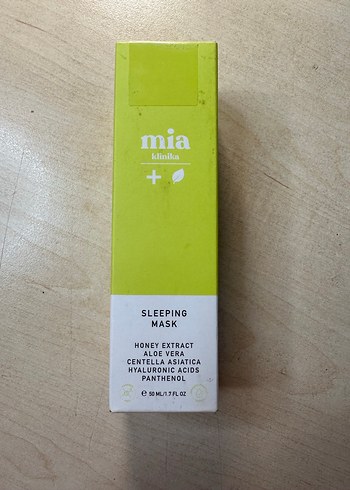 mia
klinika
SLEEPING
MASK
HONEY EXTRACT
ALOE VERA
CENTELLA ASIATICA
HYALURONIC ACIDS
PANTHENOL
℮ 50 ML/1.7 FL OZ